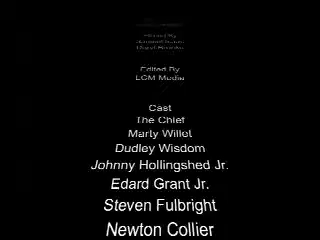 Edited By
LCM Media
Cast
The Chief
Marty Willet
Dudley Wisdom
Johnny Hollingshed Jr.
Edard Grant Jr.
Steven Fulbright
Newton Collier